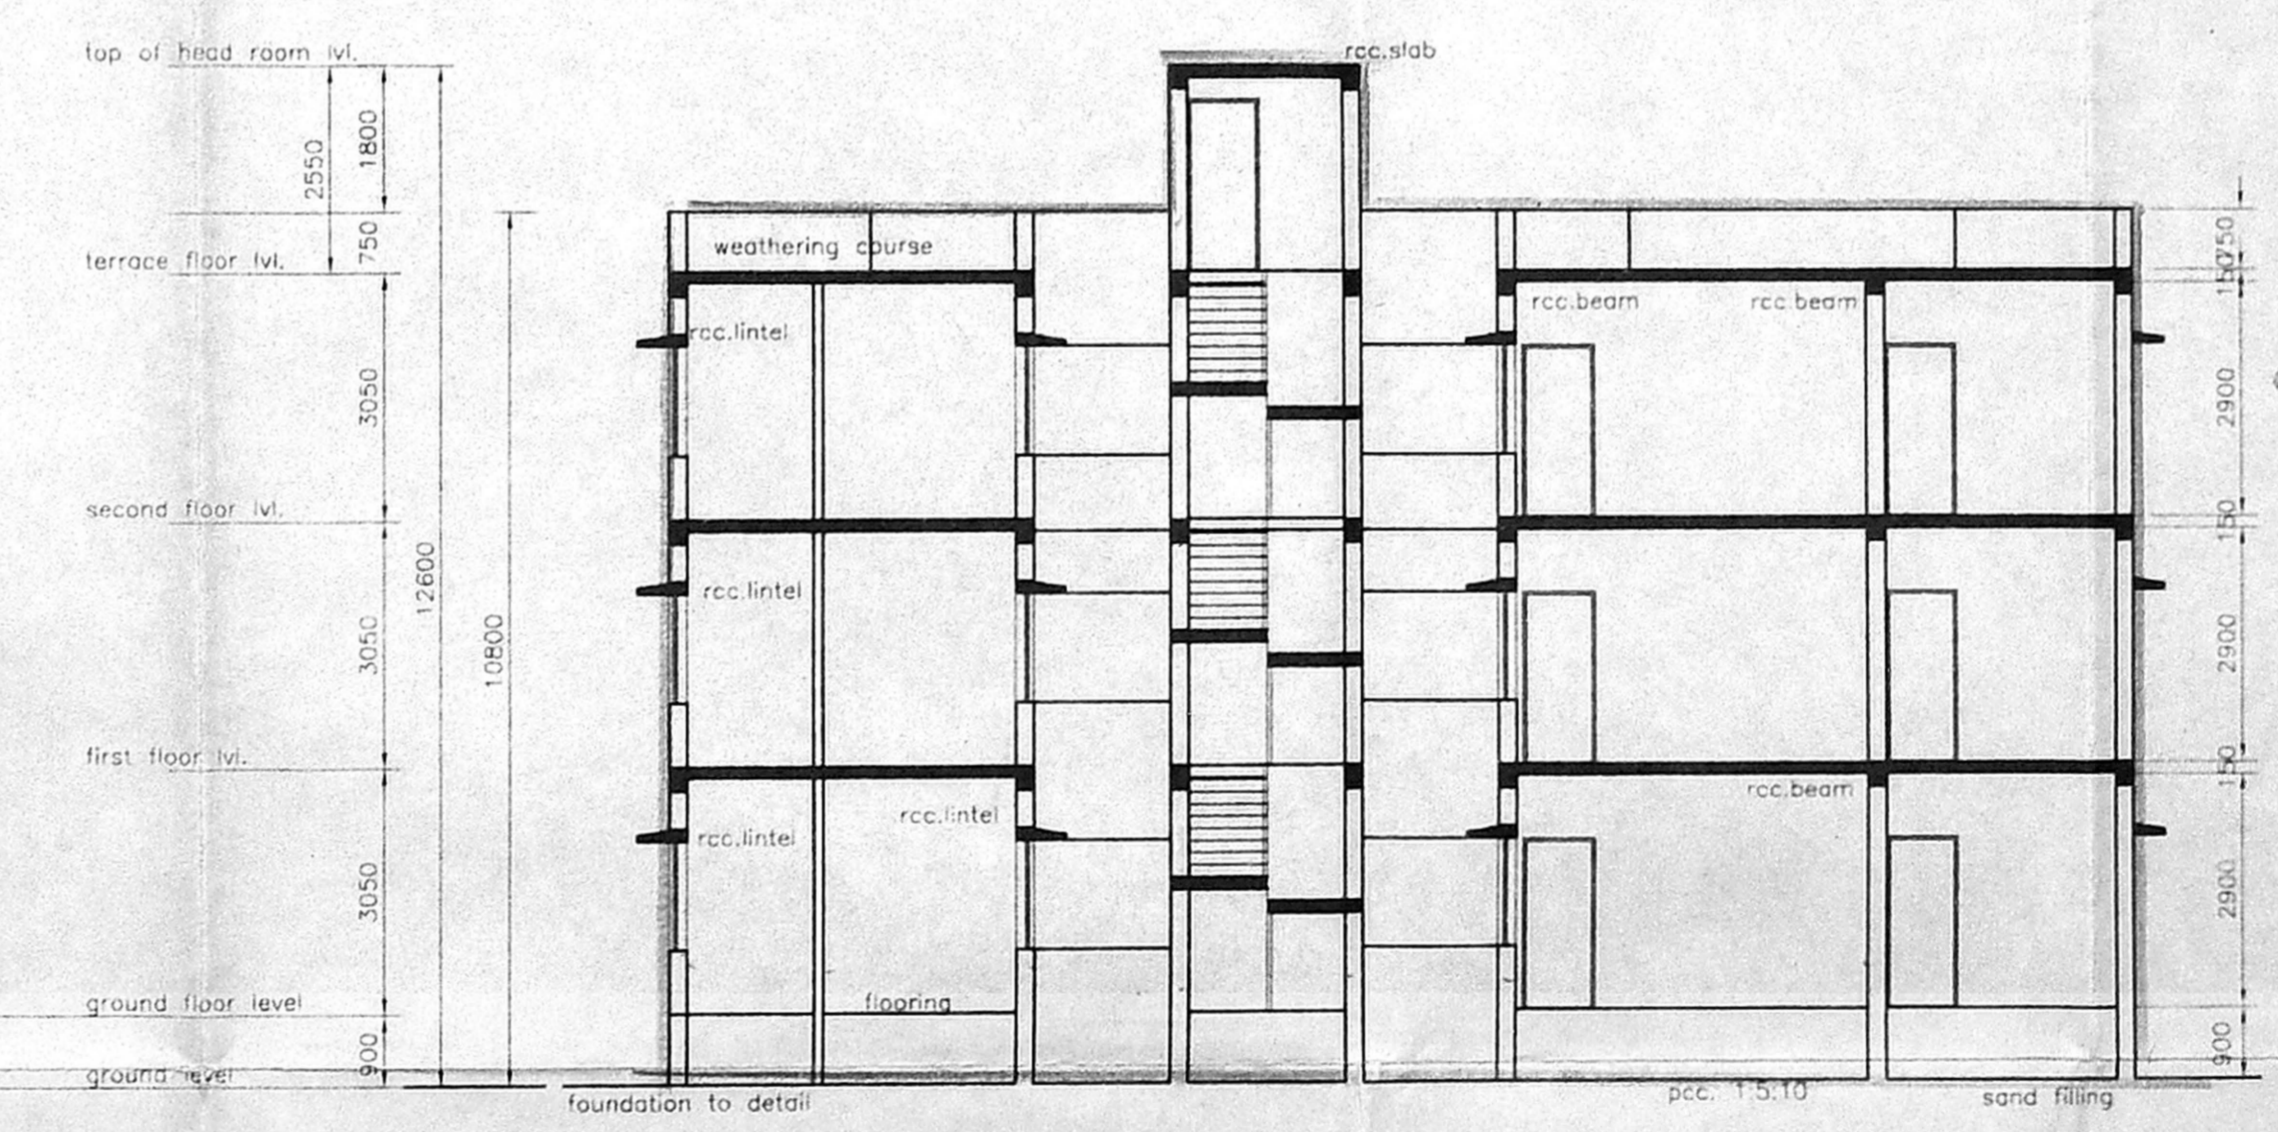 top of head room lvl.
rcc.slab
1800
2550
750
750
weathering course
terrace floor lvl.
150
rcc.beam
rcc.beam
rcc.lintel
3050
2900
second floor lvl.
150
12600
rcc.lintel
10800
3050
2900
first floor lvl.
150
rcc.beam
rcc.lintel
rcc.lintel
3050
2900
ground floor level
flooring
900
900
ground level
pcc. 1:5:10
sand filling
foundation to detail